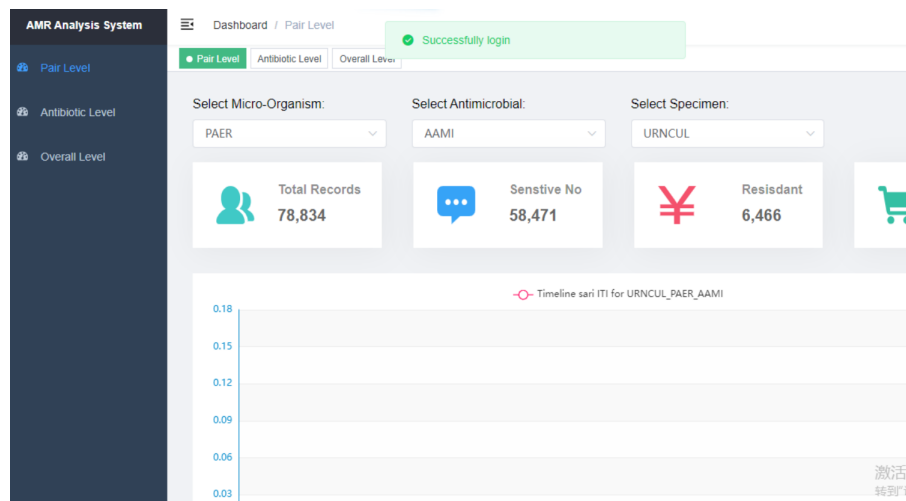 AMR Analysis System
Dashboard / Pair Level
Successfully login
Pair Level
Antibiotic Level
Overall Level
Pair Level
Antibiotic Level
Overall Level
Select Micro-Organism:
Select Antimicrobial:
Select Specimen:
PAER
AAMI
URNCUL
Total Records
78,834
Senstive No
58,471
Resisdant
6,466
Timeline sari ITI for URNCUL_PAER_AAMI
0.18
0.15
0.12
0.09
0.06
0.03
激活
转到"